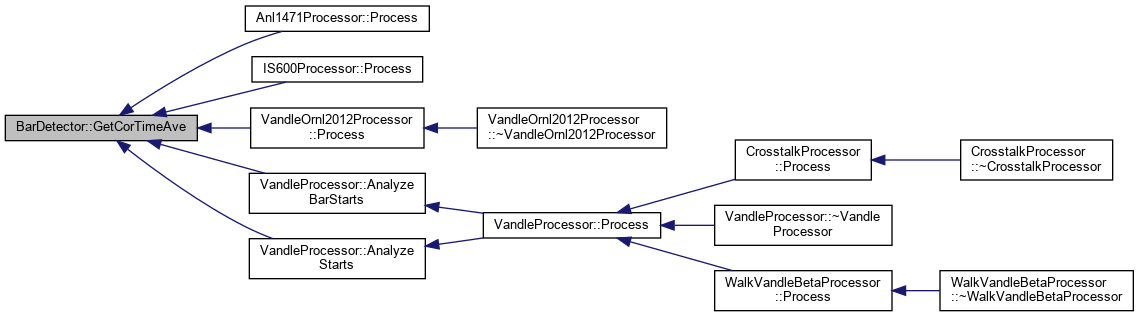 Anl1471Processor::Process
IS600Processor::Process
BarDetector::GetCorTimeAve
VandleOrnl2012Processor
::Process
VandleOrnl2012Processor
::~VandleOrnl2012Processor
VandleProcessor::Analyze
BarStarts
VandleProcessor::Analyze
Starts
VandleProcessor::Process
CrosstalkProcessor
::Process
CrosstalkProcessor
::~CrosstalkProcessor
VandleProcessor::~Vandle
Processor
WalkVandleBetaProcessor
::Process
WalkVandleBetaProcessor
::~WalkVandleBetaProcessor